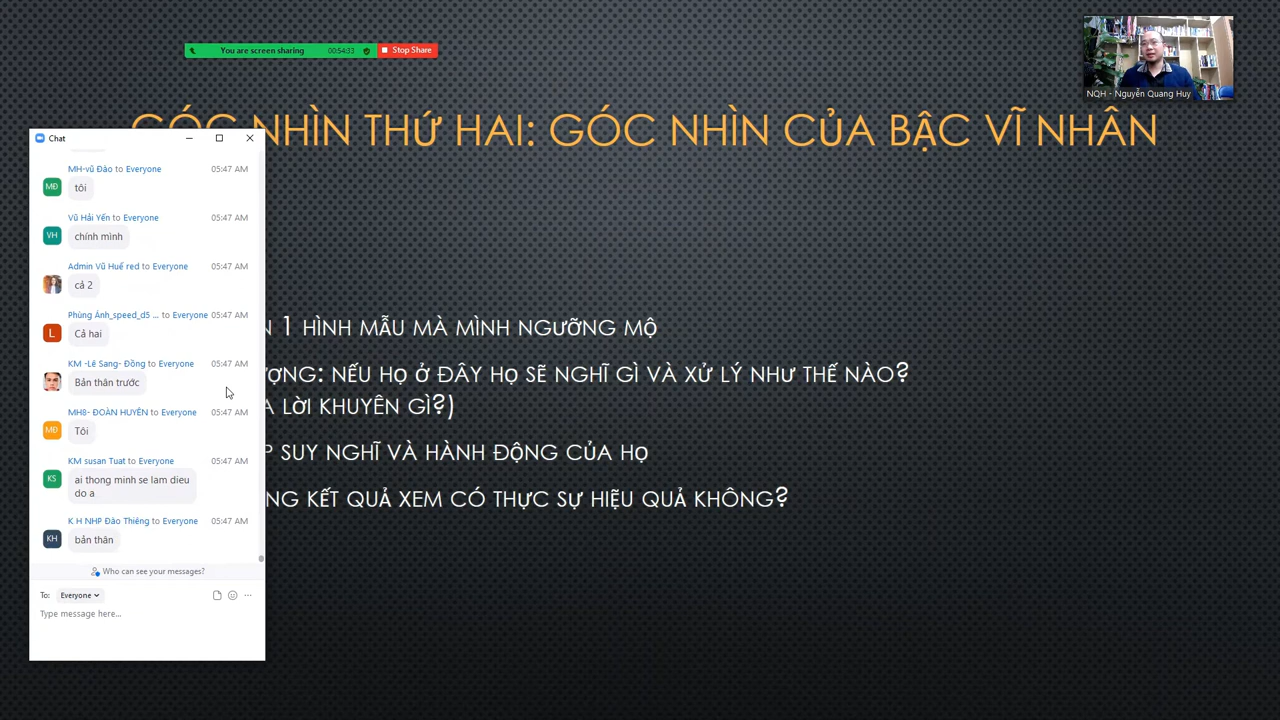 You are screen sharing 00:54:33 Stop Share
NQH - Nguyễn Quang Huy
GÓC NHÌN THỨ HAI: GÓC NHÌN CỦA BẬC VĨ NHÂN
1 HÌNH MẪU MÀ MÌNH NGƯỠNG MỘ
ỢNG: NẾU HỌ Ở ĐÂY HỌ SẼ NGHĨ GÌ VÀ XỬ LÝ NHƯ THẾ NÀO?
LỜI KHUYÊN GÌ?)
P SUY NGHĨ VÀ HÀNH ĐỘNG CỦA HỌ
NG KẾT QUẢ XEM CÓ THỰC SỰ HIỆU QUẢ KHÔNG?
Chat
MH-vũ Đào to Everyone 05:47 AM
MĐ
tôi
Vũ Hải Yến to Everyone 05:47 AM
VH
chính mình
Admin Vũ Huế red to Everyone 05:47 AM
cả 2
Phùng Ánh_speed_d5 ... to Everyone 05:47 AM
L
Cả hai
KM -Lê Sang- Đồng to Everyone 05:47 AM
Bản thân trước
MH8- ĐOÀN HUYÊN to Everyone 05:47 AM
MĐ
Tôi
KM susan Tuat to Everyone 05:47 AM
KS
ai thong minh se lam dieu
do a
K H NHP Đào Thiêng to Everyone 05:47 AM
KH
bản thân
Who can see your messages?
To: Everyone
Type message here...